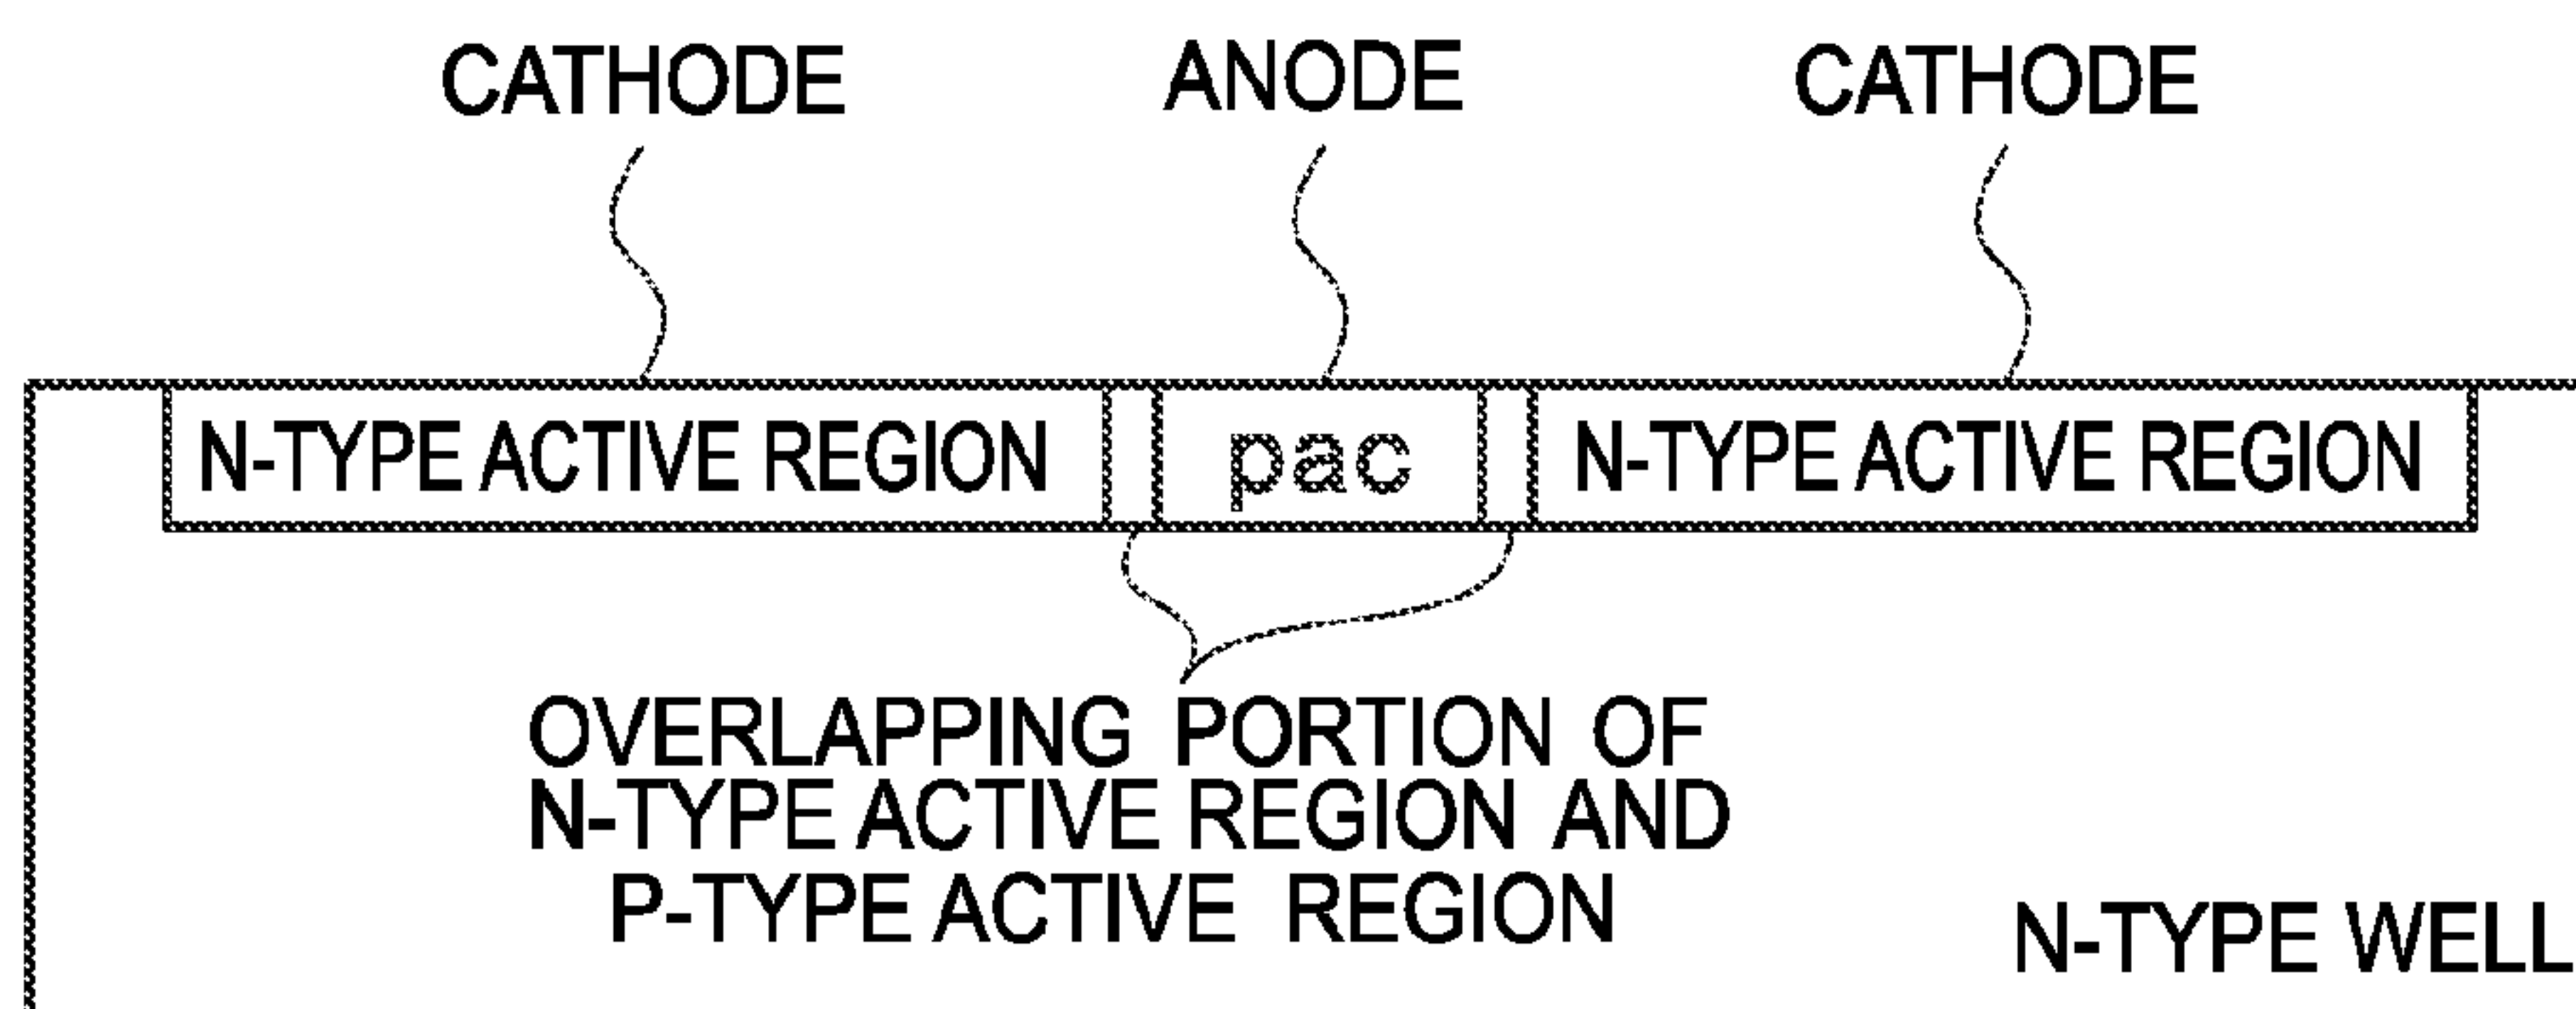 CATHODE ANODE CATHODE
N-TYPE ACTIVE REGION pac N-TYPE ACTIVE REGION
OVERLAPPING PORTION OF
N-TYPE ACTIVE REGION AND
P-TYPE ACTIVE REGION
N-TYPE WELL